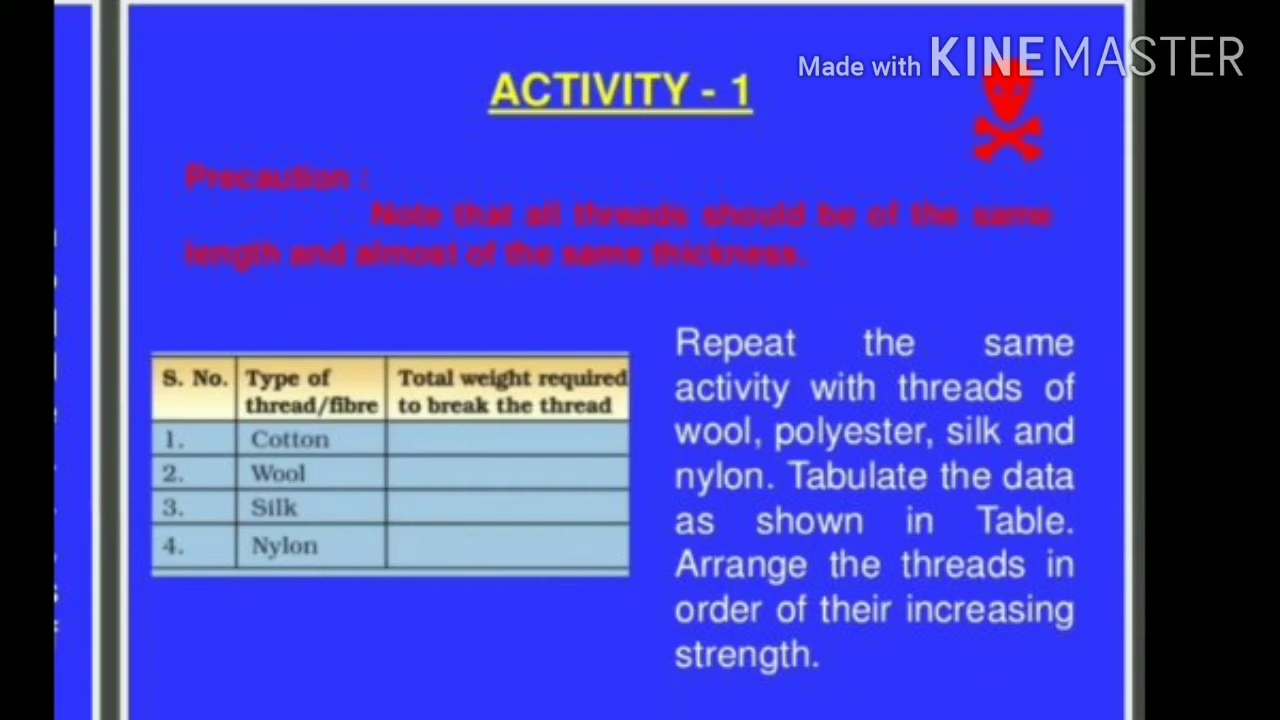 Made with KINEMASTER
ACTIVITY - 1
Precaution :
Note that all threads should be of the same
length and almost of the same thickness.
S. No. Type of thread/fibre Total weight required to break the thread
1. Cotton
2. Wool
3. Silk
4. Nylon
Repeat the same
activity with threads of
wool, polyester, silk and
nylon. Tabulate the data
as shown in Table.
Arrange the threads in
order of their increasing
strength.